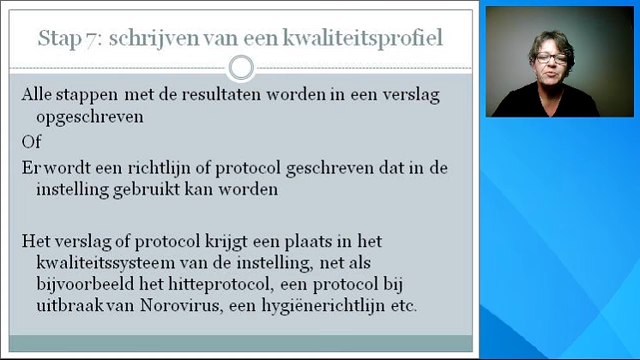 Stap 7: schrijven van een kwaliteitsprofiel
Alle stappen met de resultaten worden in een verslag
opgeschreven
Of
Er wordt een richtlijn of protocol geschreven dat in de
instelling gebruikt kan worden
Het verslag of protocol krijgt een plaats in het
kwaliteitssysteem van de instelling, net als
bijvoorbeeld het hitteprotocol, een protocol bij
uitbraak van Norovirus, een hygiënerichtlijn etc.